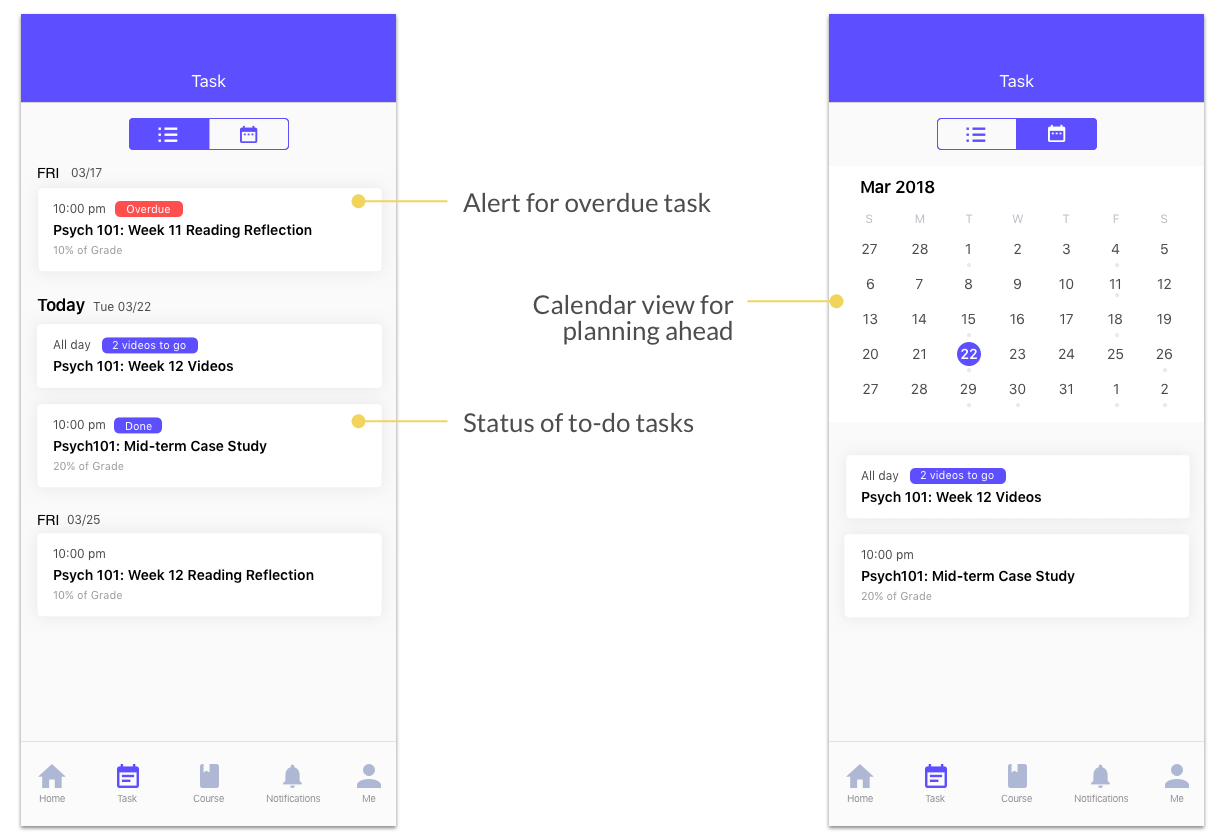 Task
FRI 03/17
10:00 pm Overdue
Psych 101: Week 11 Reading Reflection
10% of Grade
Today Tue 03/22
All day 2 videos to go
Psych 101: Week 12 Videos
10:00 pm Done
Psych101: Mid-term Case Study
20% of Grade
FRI 03/25
10:00 pm
Psych 101: Week 12 Reading Reflection
10% of Grade
Home Task Course Notifications Me
Alert for overdue task
Calendar view for
planning ahead
Status of to-do tasks
Task
Mar 2018
S M T W T F S
27 28 1 2 3 4 5
6 7 8 9 10 11 12
13 14 15 16 17 18 19
20 21 22 23 24 25 26
27 28 29 30 31 1 2
All day 2 videos to go
Psych 101: Week 12 Videos
10:00 pm
Psych101: Mid-term Case Study
20% of Grade
Home Task Course Notifications Me